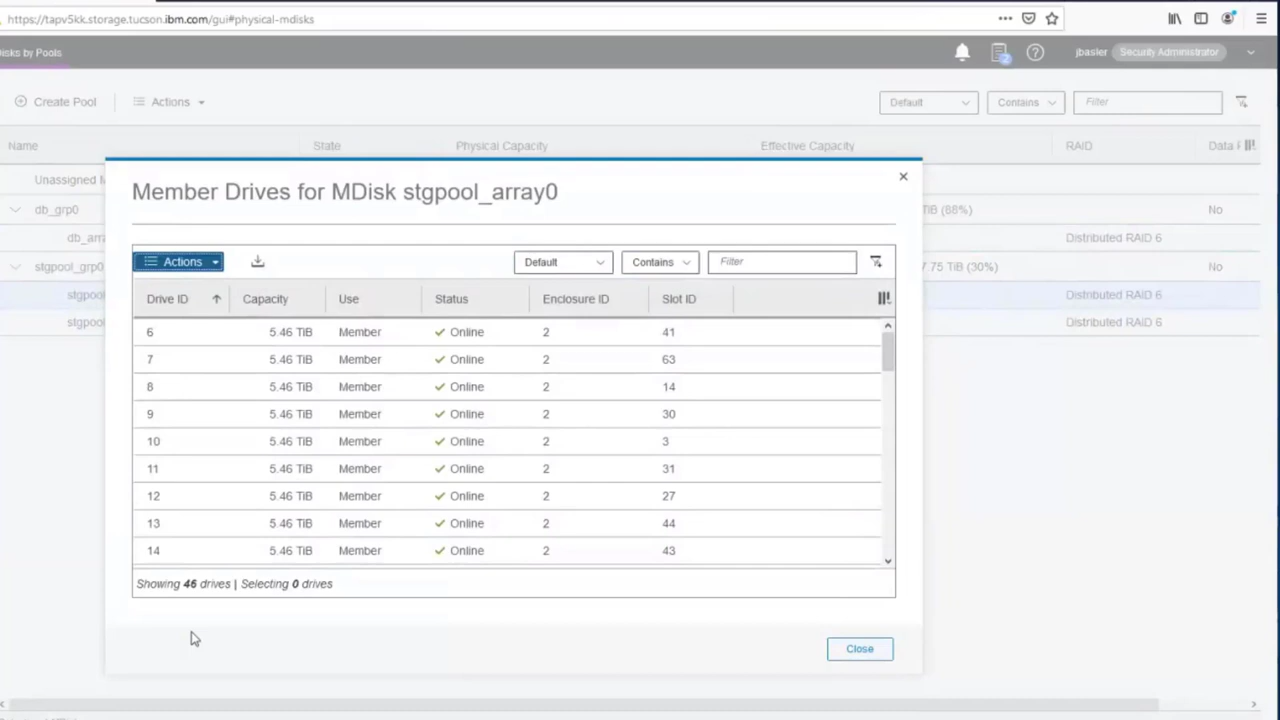 https://tapv5kk.storage.tucson.ibm.com/gui#physical-mdisks
isks by Pools
jbasler Security Administrator
Create Pool Actions Default Contains Filter
Name State Physical Capacity Effective Capacity RAID Data
Unassigned
db_grp0 TiB (88%) No
db_arra Distributed RAID 6
stgpool_grp0 7.75 TiB (30%) No
stgpool Distributed RAID 6
stgpool Distributed RAID 6
Member Drives for MDisk stgpool_array0
Actions Default Contains Filter
Drive ID Capacity Use Status Enclosure ID Slot ID
6 5.46 TiB Member Online 2 41
7 5.46 TiB Member Online 2 63
8 5.46 TiB Member Online 2 14
9 5.46 TiB Member Online 2 30
10 5.46 TiB Member Online 2 3
11 5.46 TiB Member Online 2 31
12 5.46 TiB Member Online 2 27
13 5.46 TiB Member Online 2 44
14 5.46 TiB Member Online 2 43
Showing 46 drives | Selecting 0 drives
Close